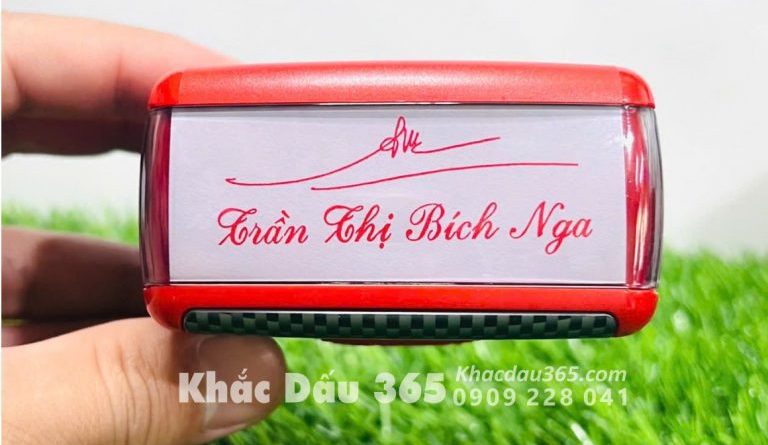 Trần Thị Bích Nga
Khắc Dấu 365
Khacdau365.com
0909 228 041